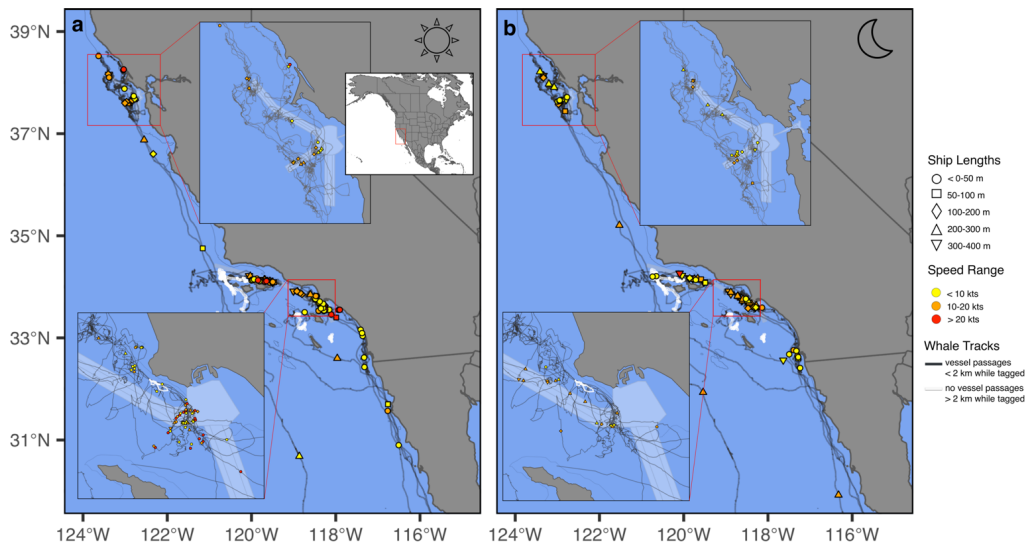 a
b
39°N
37°N
35°N
33°N
31°N
124°W
122°W
120°W
118°W
116°W
124°W
122°W
120°W
118°W
116°W
Ship Lengths
< 0-50 m
50-100 m
100-200 m
200-300 m
300-400 m
Speed Range
< 10 kts
10-20 kts
> 20 kts
Whale Tracks
vessel passages
< 2 km while tagged
no vessel passages
> 2 km while tagged